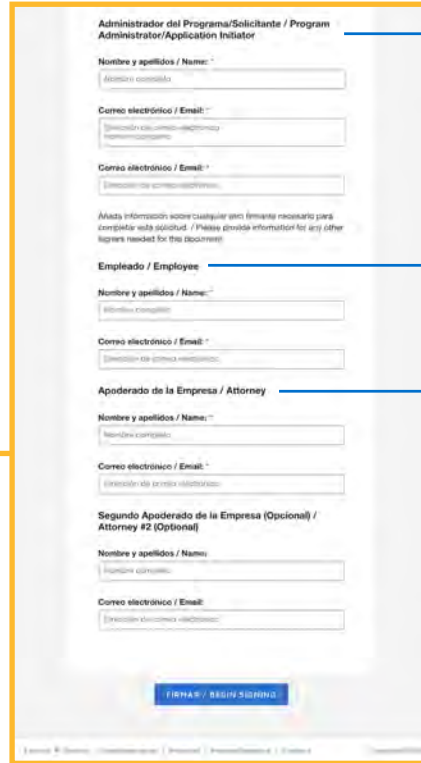 Administrador del Programa/Solicitante / Program
Administrator/Application Initiator
Nombre y apellidos / Name: *
Nombre completo
Correo electrónico / Email: *
Dirección de correo electrónico
Correo electrónico / Email: *
Dirección de correo electrónico
Añada información sobre cualquier otro firmante necesario para
completar esta solicitud. / Please provide information for any other
signers needed for this document.
Empleado / Employee
Nombre y apellidos / Name: *
Nombre completo
Correo electrónico / Email: *
Dirección de correo electrónico
Apoderado de la Empresa / Attorney
Nombre y apellidos / Name: *
Nombre completo
Correo electrónico / Email: *
Dirección de correo electrónico
Segundo Apoderado de la Empresa (Opcional) /
Attorney #2 (Optional)
Nombre y apellidos / Name:
Nombre completo
Correo electrónico / Email:
Dirección de correo electrónico
FIRMAR / BEGIN SIGNING